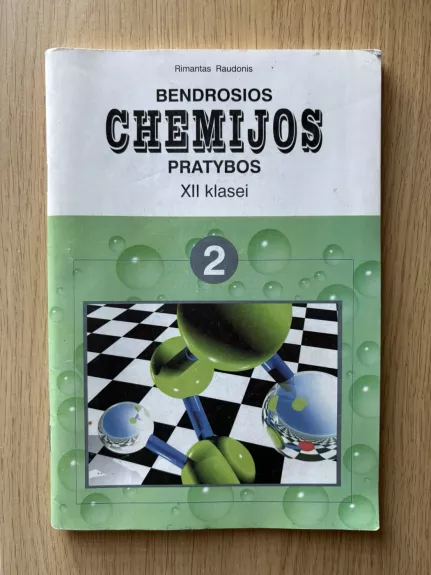 Rimantas Raudonis
BENDROSIOS
CHEMIJOS
PRATYBOS
XII klasei
2